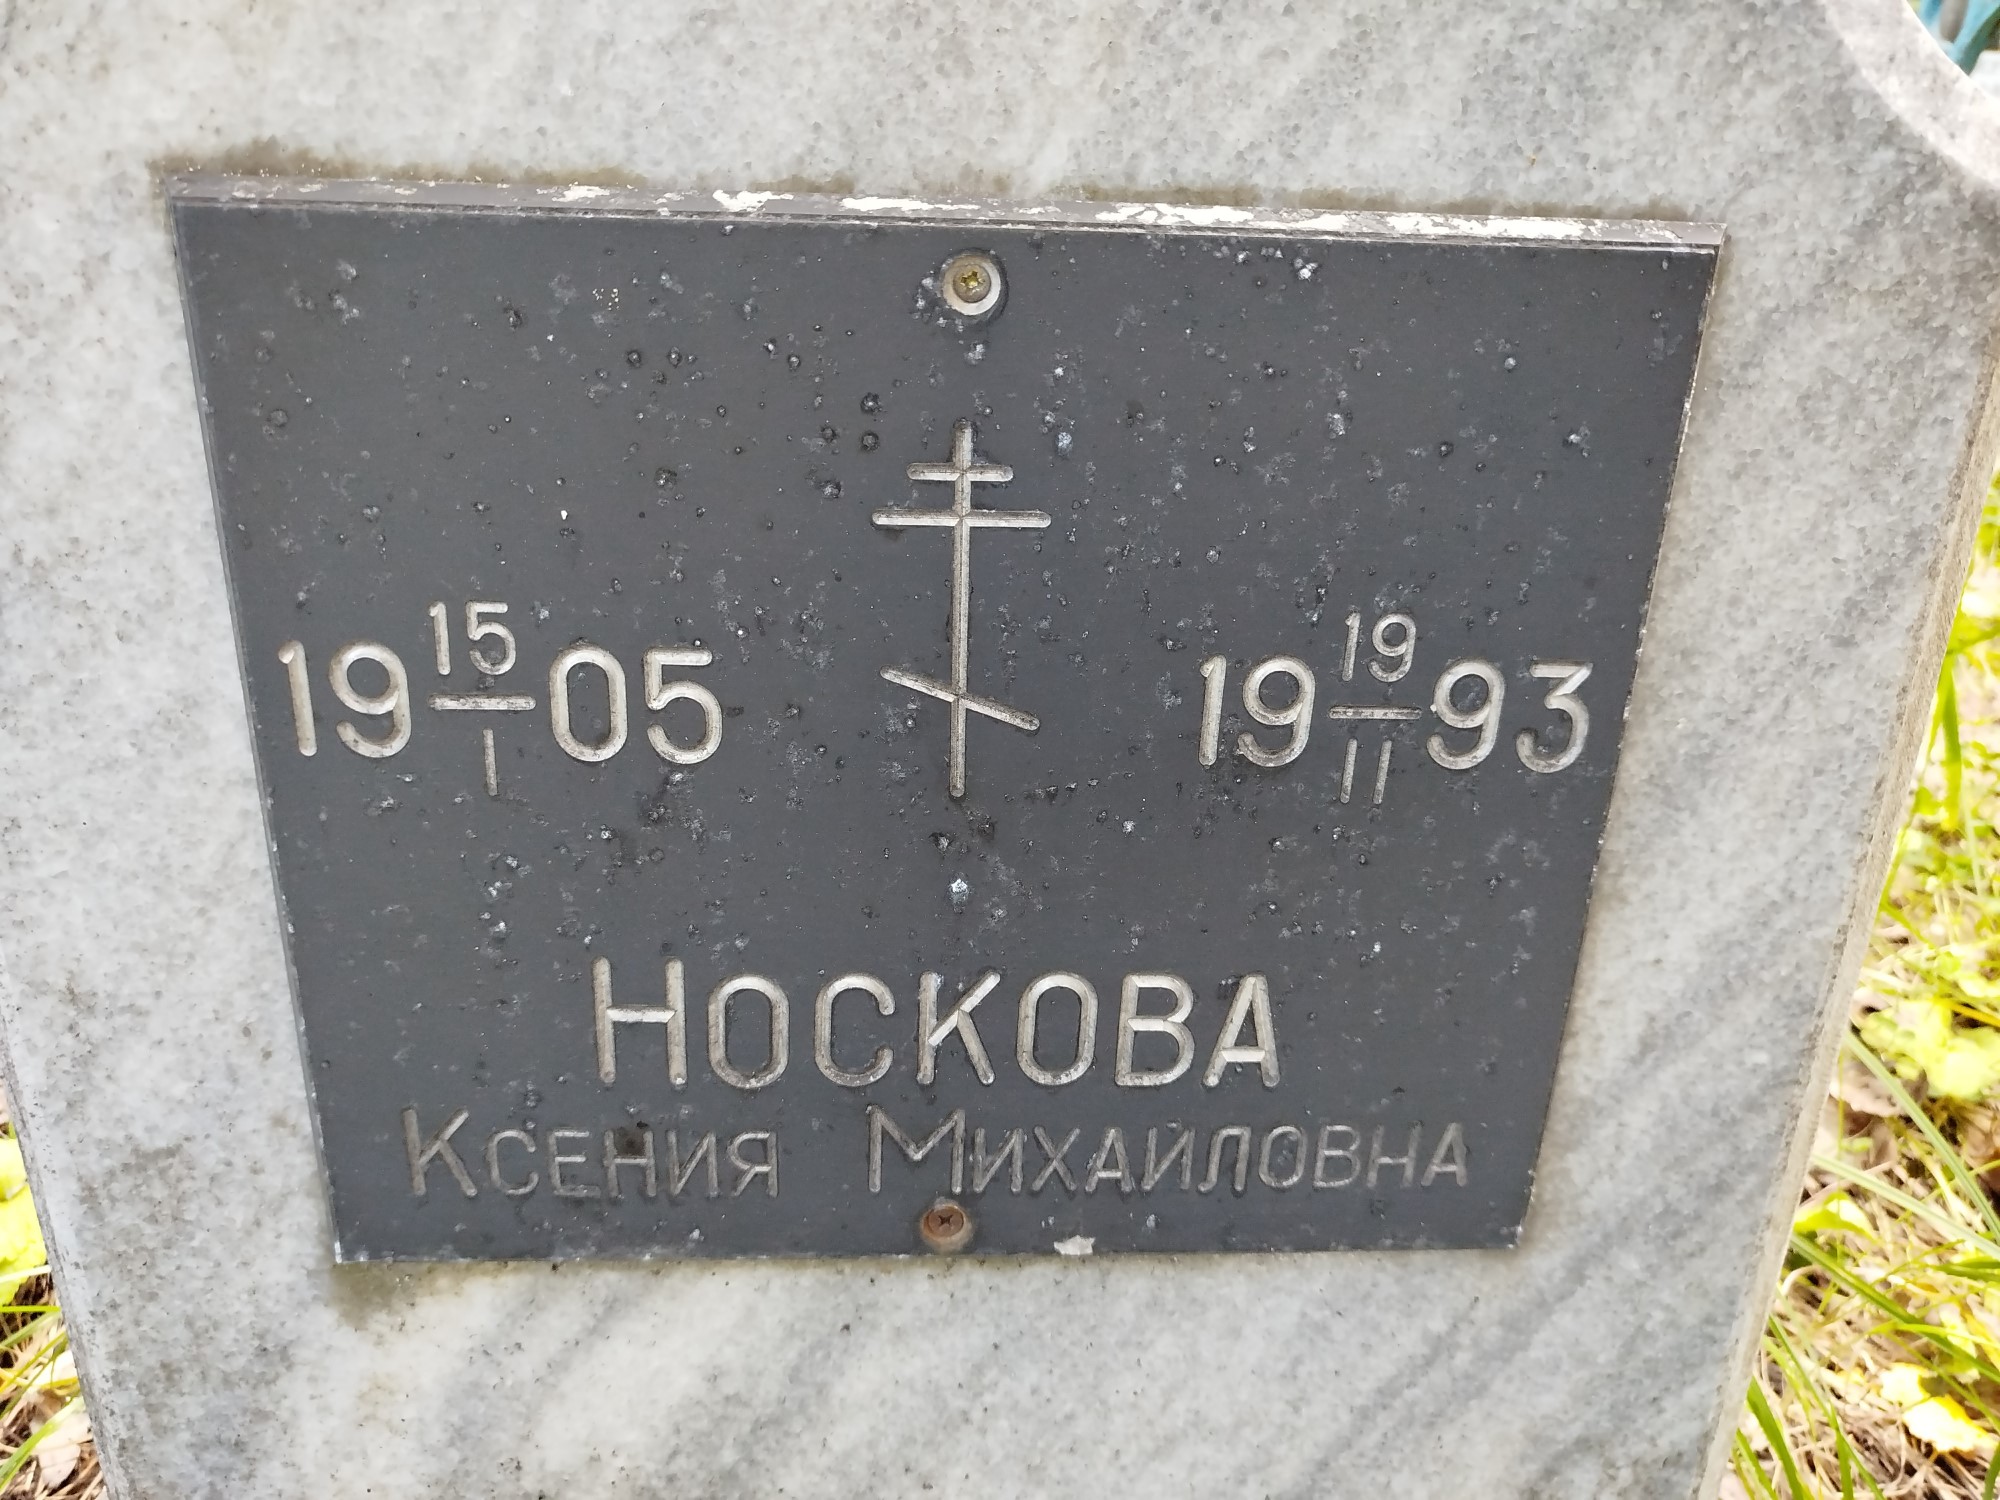 19 15/I 05 19 19/II 93
НОСКОВА
КСЕНИЯ МИХАЙЛОВНА